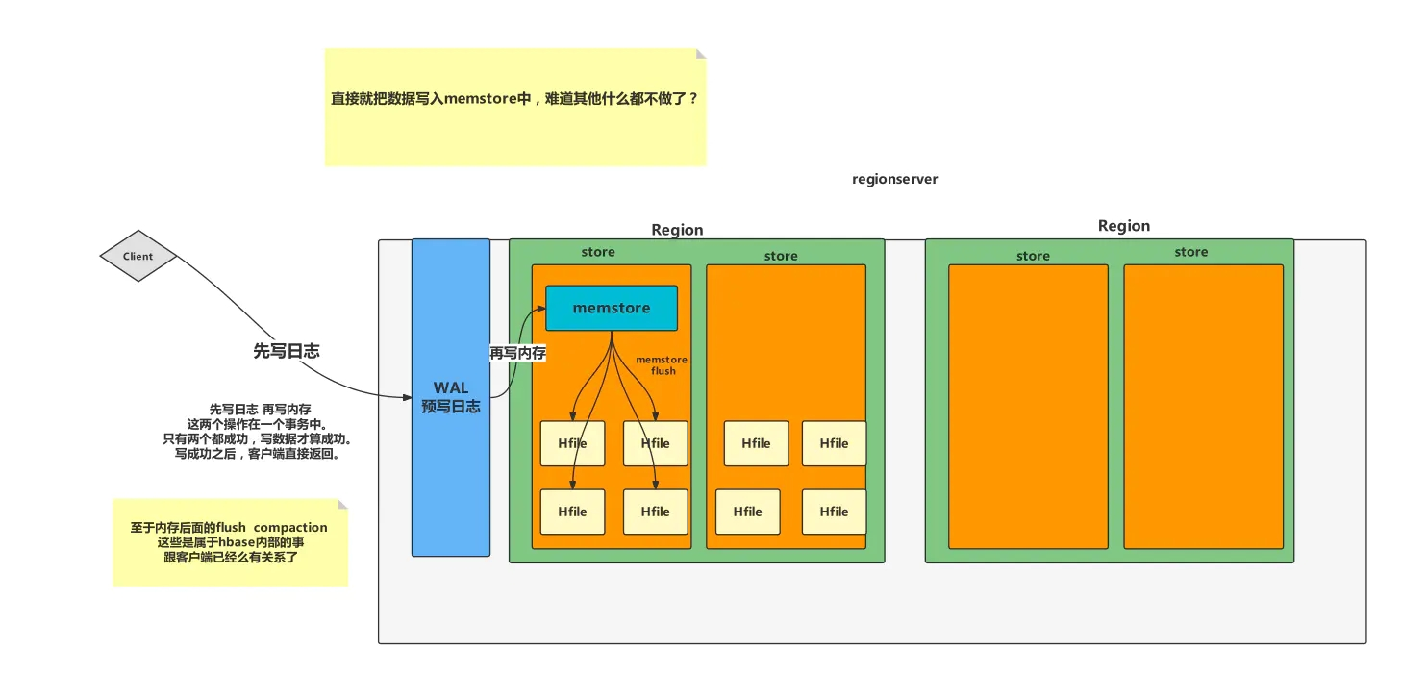 直接就把数据写入memstore中，难道其他什么都不做了？
regionserver
Region
Region
Client
store
store
store
store
memstore
先写日志
再写内存
memstore
flush
WAL
预写日志
先写日志 再写内存
这两个操作在一个事务中。
只有两个都成功，写数据才算成功。
写成功之后，客户端直接返回。
Hfile
Hfile
Hfile
Hfile
Hfile
Hfile
Hfile
Hfile
至于内存后面的flush compaction
这些是属于hbase内部的事
跟客户端已经么有关系了